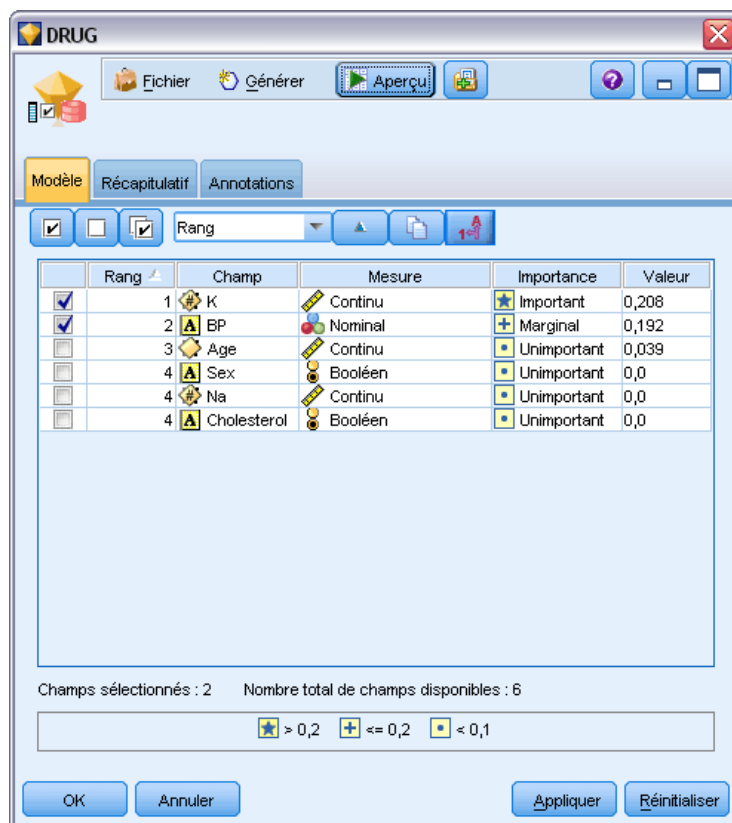 DRUG
Fichier Générer Aperçu
Modèle Récapitulatif Annotations
Rang
Rang Champ Mesure Importance Valeur
1 K Continu Important 0,208
2 A BP Nominal Marginal 0,192
3 Age Continu Unimportant 0,039
4 A Sex Booléen Unimportant 0,0
4 Na Continu Unimportant 0,0
4 A Cholesterol Booléen Unimportant 0,0
Champs sélectionnés : 2 Nombre total de champs disponibles : 6
> 0,2 <= 0,2 < 0,1
OK Annuler Appliquer Réinitialiser